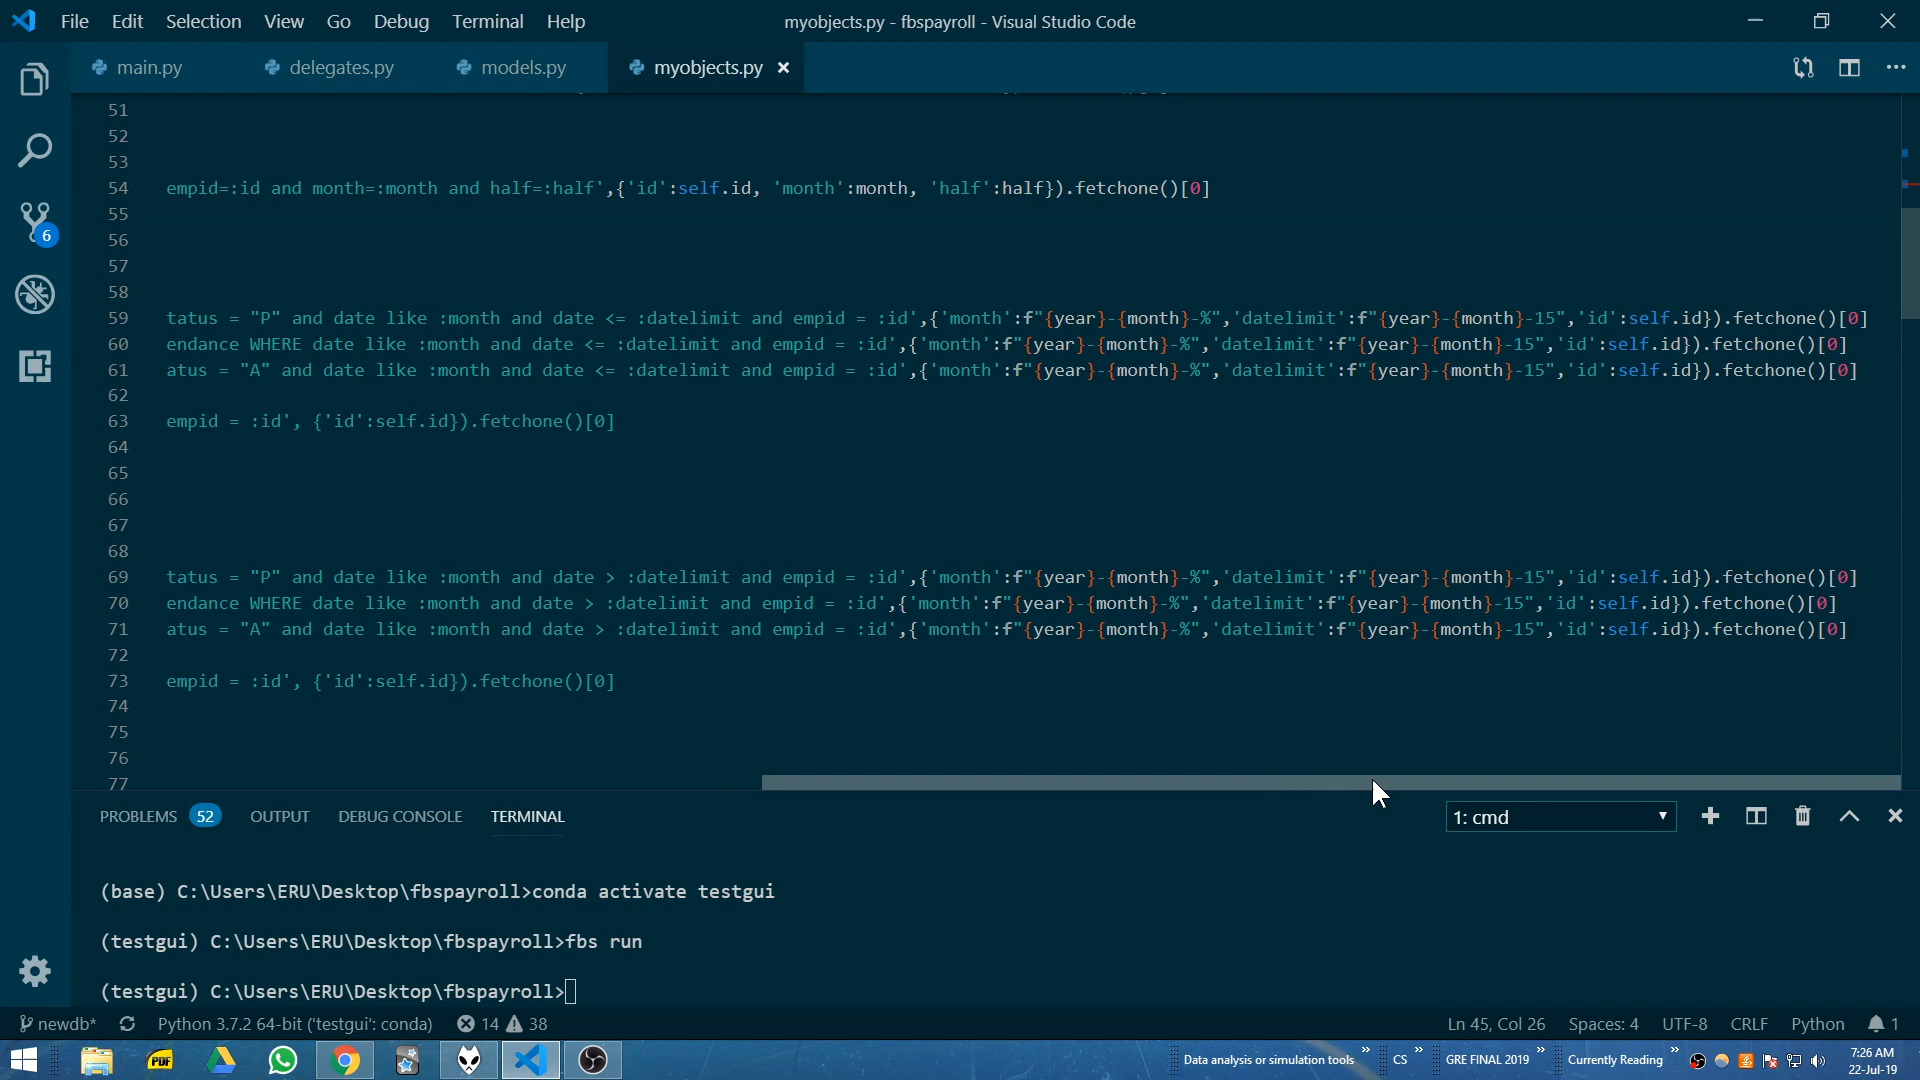 File Edit Selection View Go Debug Terminal Help myobjects.py - fbspayroll - Visual Studio Code
main.py delegates.py models.py myobjects.py
51
52
53
54 empid=:id and month=:month and half=:half',{'id':self.id, 'month':month, 'half':half}).fetchone()[0]
55
56
57
58
59 tatus = "P" and date like :month and date <= :datelimit and empid = :id',{'month':f"{year}-{month}-%",'datelimit':f"{year}-{month}-15",'id':self.id}).fetchone()[0]
60 endance WHERE date like :month and date <= :datelimit and empid = :id',{'month':f"{year}-{month}-%",'datelimit':f"{year}-{month}-15",'id':self.id}).fetchone()[0]
61 atus = "A" and date like :month and date <= :datelimit and empid = :id',{'month':f"{year}-{month}-%",'datelimit':f"{year}-{month}-15",'id':self.id}).fetchone()[0]
62
63 empid = :id', {'id':self.id}).fetchone()[0]
64
65
66
67
68
69 tatus = "P" and date like :month and date > :datelimit and empid = :id',{'month':f"{year}-{month}-%",'datelimit':f"{year}-{month}-15",'id':self.id}).fetchone()[0]
70 endance WHERE date like :month and date > :datelimit and empid = :id',{'month':f"{year}-{month}-%",'datelimit':f"{year}-{month}-15",'id':self.id}).fetchone()[0]
71 atus = "A" and date like :month and date > :datelimit and empid = :id',{'month':f"{year}-{month}-%",'datelimit':f"{year}-{month}-15",'id':self.id}).fetchone()[0]
72
73 empid = :id', {'id':self.id}).fetchone()[0]
74
75
76
77
6
PROBLEMS 52 OUTPUT DEBUG CONSOLE TERMINAL 1: cmd
(base) C:\Users\ERU\Desktop\fbspayroll>conda activate testgui
(testgui) C:\Users\ERU\Desktop\fbspayroll>fbs run
(testgui) C:\Users\ERU\Desktop\fbspayroll>
newdb* Python 3.7.2 64-bit ('testgui': conda) 14 38 Ln 45, Col 26 Spaces: 4 UTF-8 CRLF Python 1
PDF Data analysis or simulation tools » CS » GRE FINAL 2019 » Currently Reading » 7:26 AM
22-Jul-19